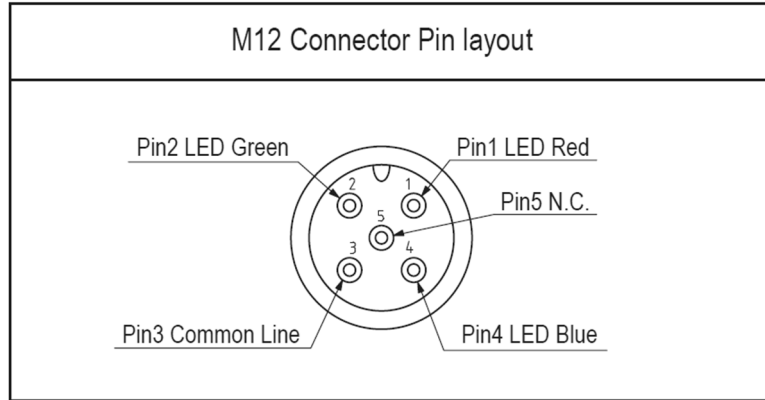 M12 Connector Pin layout
Pin2 LED Green
Pin1 LED Red
2
1
Pin5 N.C.
5
3
4
Pin3 Common Line
Pin4 LED Blue